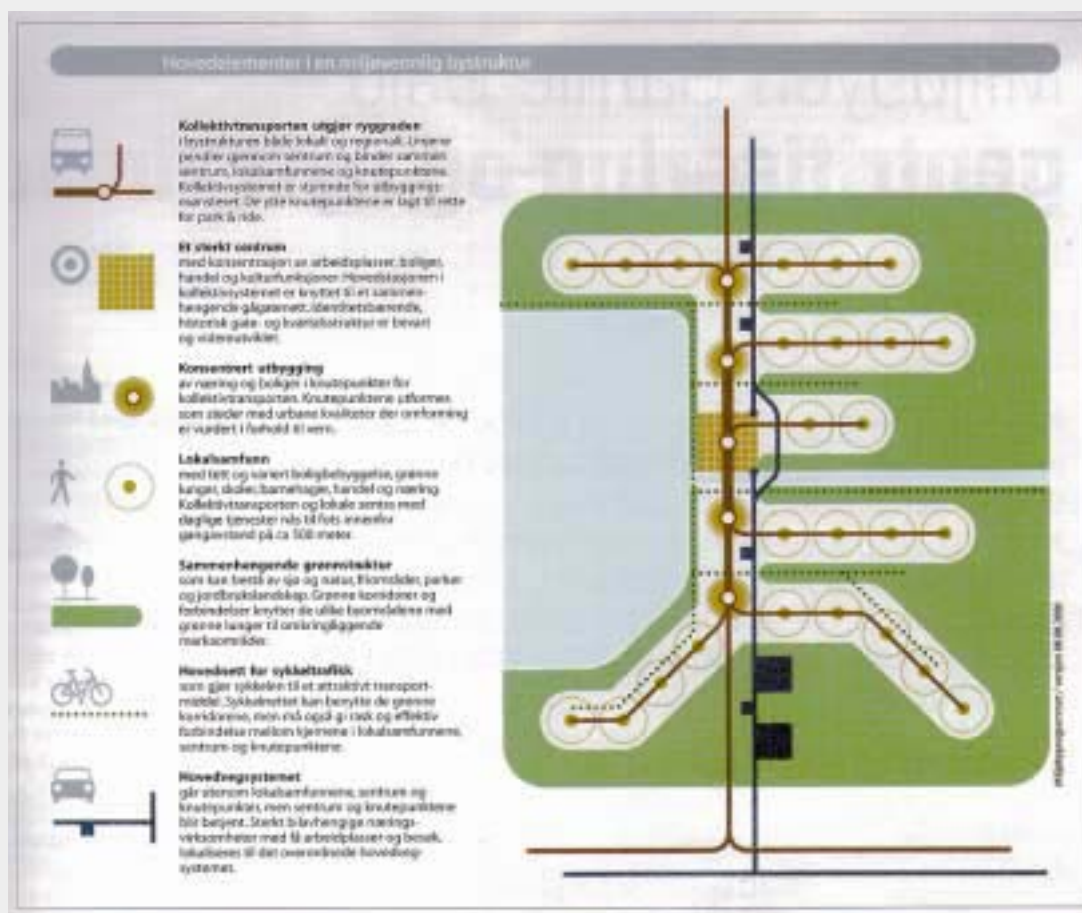 Hovedelementer i en miljøvennlig bystruktur
Kollektivtransporten utgjør ryggraden
i bystrukturen både lokalt og regionalt. Linjene
pendler gjennom sentrum og binder sammen
sentrum, lokalsamfunnene og knutepunktene.
Kollektivsystemet er styrende for utbyggings-
mønsteret. De ytre knutepunktene er lagt til rette
for park & ride.
Et sterkt sentrum
med konsentrasjon av arbeidsplasser, boliger,
handel og kulturfunksjoner. Hovedstasjonen i
kollektivsystemet er knyttet til et sammen-
hengende gågatenett. Identitetsbærende,
historisk gate- og kvartalsstruktur er bevart
og videreutviklet.
Konsentrert utbygging
av næring og boliger i knutepunkter for
kollektivtransporten. Knutepunktene utformes
som steder med urbane kvaliteter der omforming
er vurdert i forhold til vern.
Lokalsamfunn
med tett og variert boligbebyggelse, grønne
lunger, skoler, barnehager, handel og næring.
Kollektivtransporten og lokale sentra med
daglige tjenester nås til fots innenfor
gangavstand på ca 500 meter.
Sammenhengende grønnstruktur
som kan bestå av sjø og natur, friområder, parker
og jordbrukslandskap. Grønne korridorer og
forbindelser knytter de ulike byområdene med
grønne lunger til omkringliggende
markaområder.
Hovednett for sykkeltrafikk
som gjør sykkelen til et attraktivt transport-
middel. Sykkelnettet kan benytte de grønne
korridorene, men må også gi rask og effektiv
forbindelse mellom kjernene i lokalsamfunnene,
sentrum og knutepunktene.
Hovedvegsystemet
går utenom lokalsamfunnene, sentrum og
knutepunkter, men sentrum og knutepunktene
blir betjent. Sterkt bilavhengige nærings-
virksomheter med få arbeidplasser og besøk,
lokaliseres til det overordnede hovedveg-
systemet.